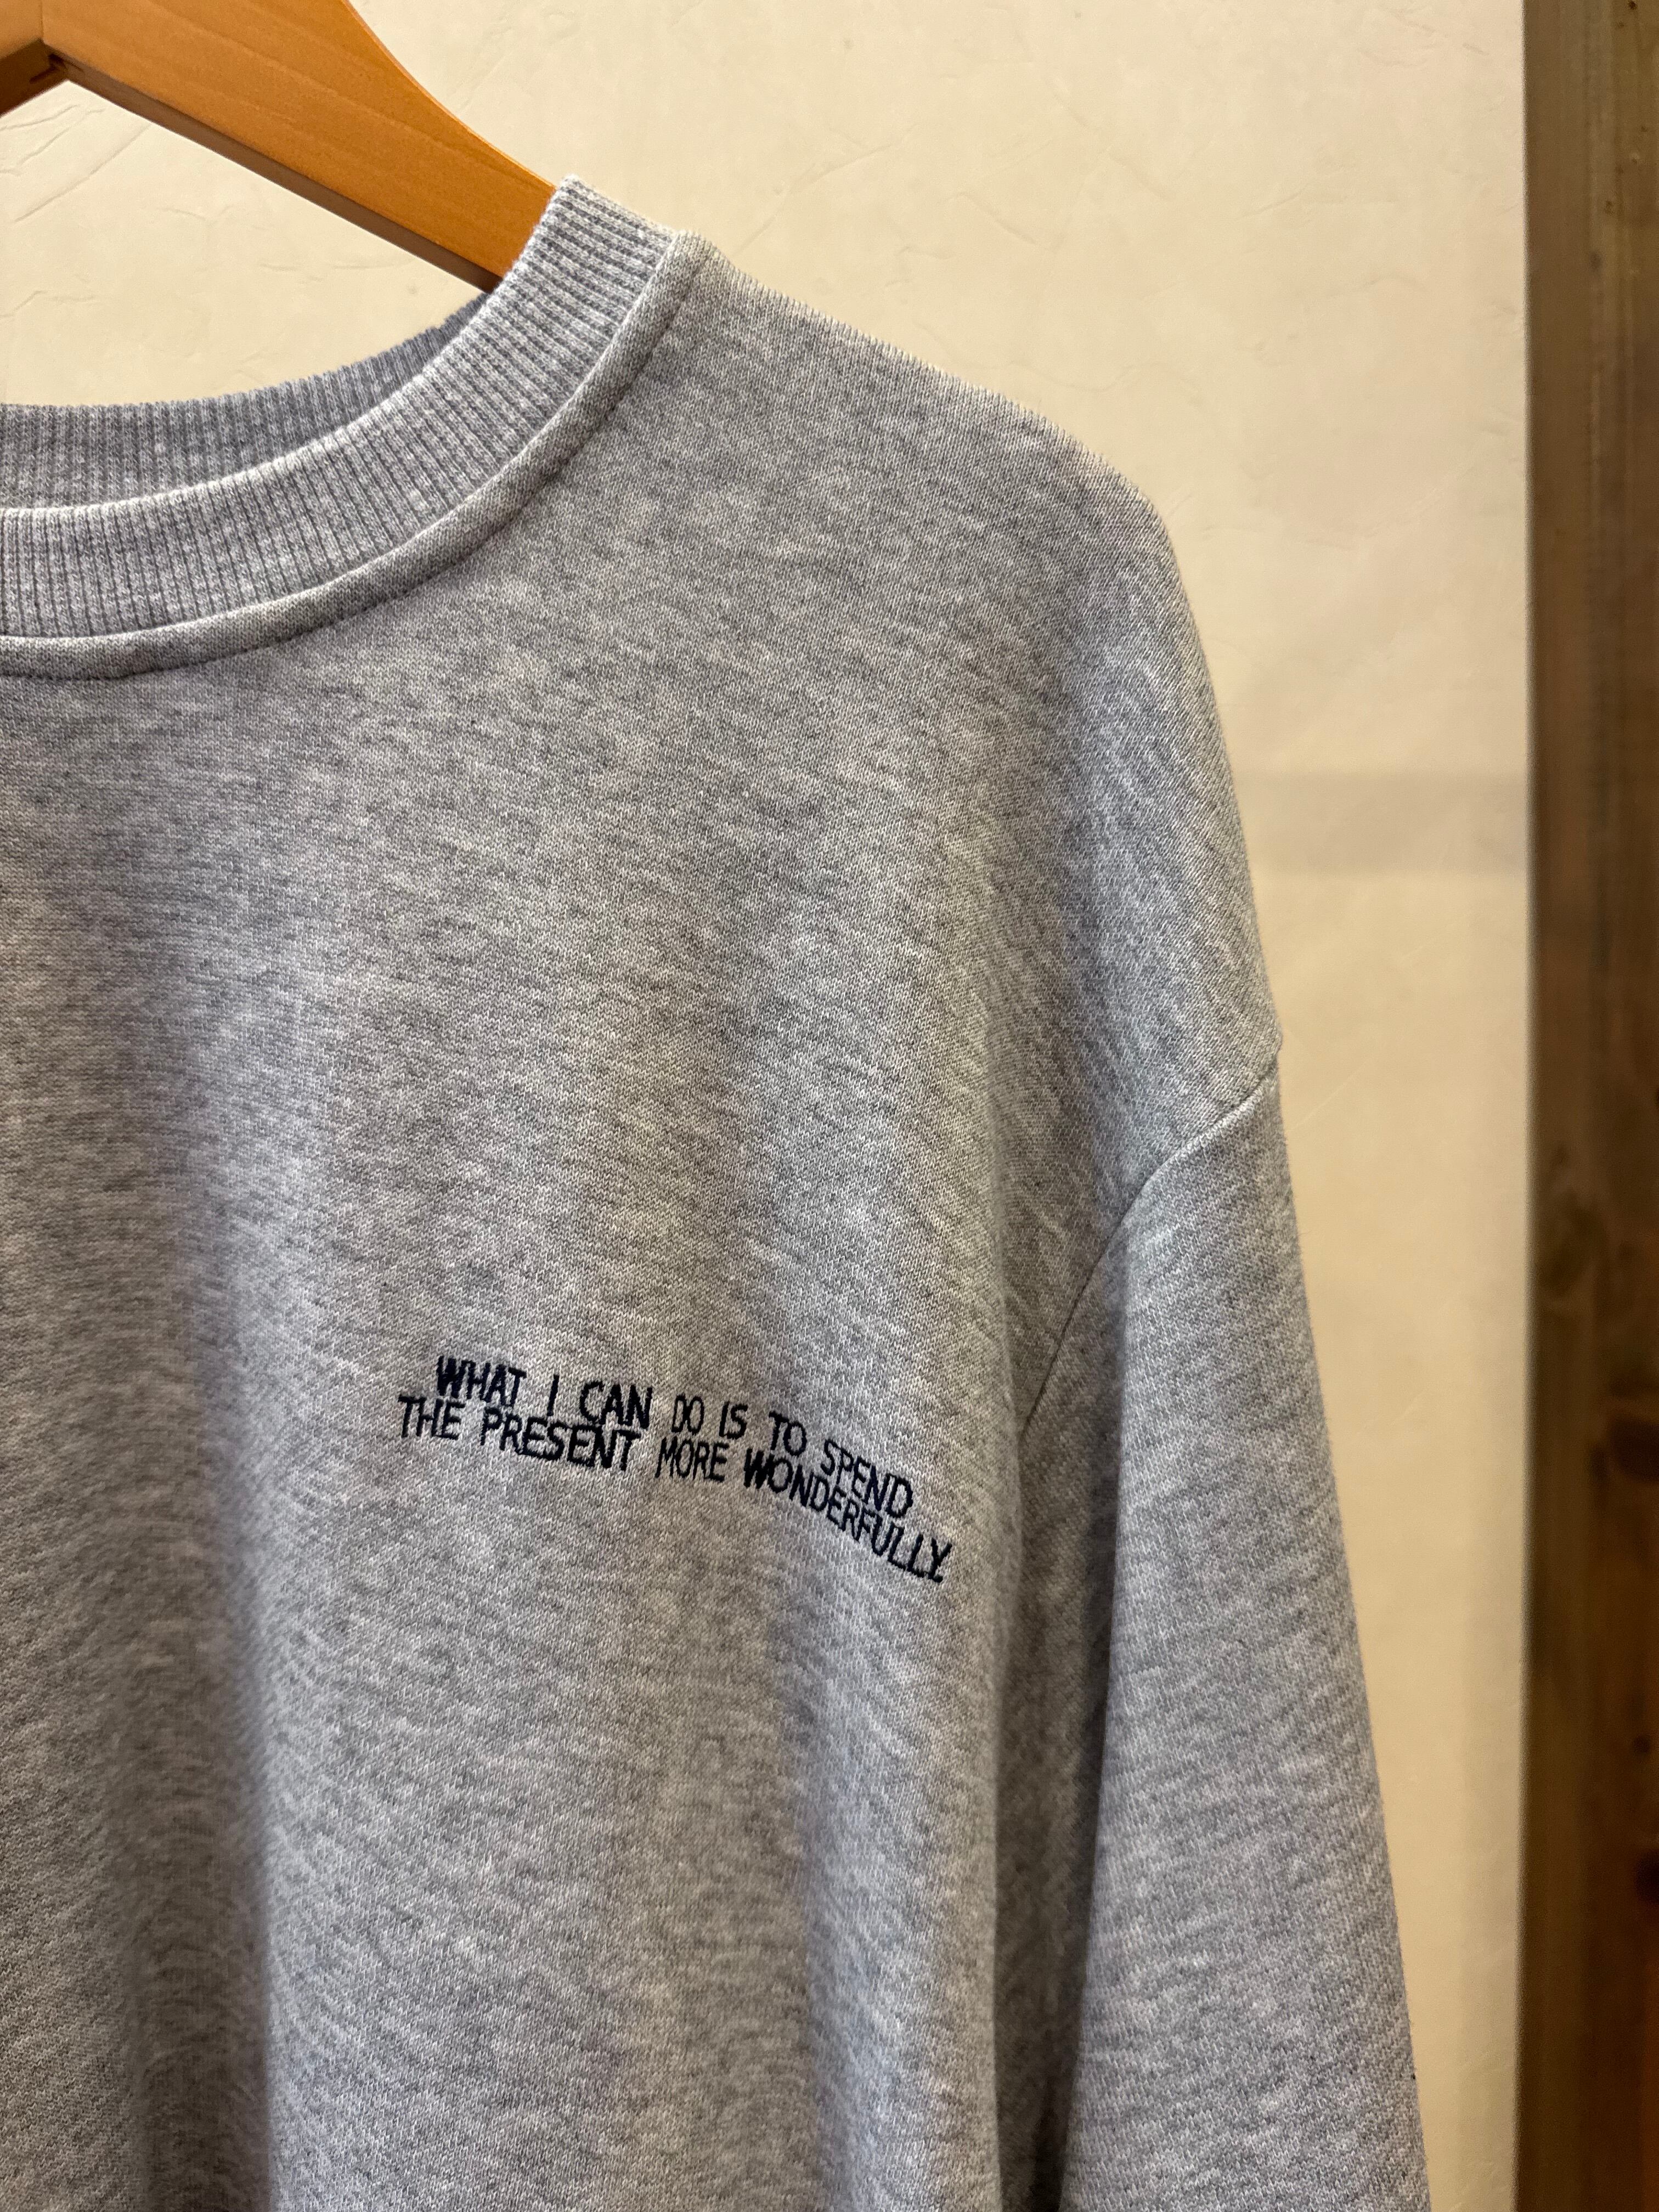 WHAT I CAN DO IS TO SPEND
THE PRESENT MORE WONDERFULLY